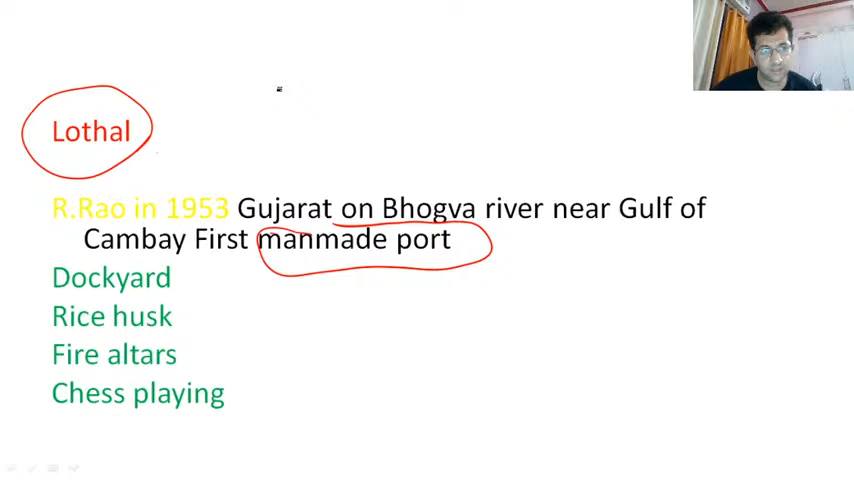 Lothal
R.Rao in 1953 Gujarat on Bhogva river near Gulf of
Cambay First manmade port
Dockyard
Rice husk
Fire altars
Chess playing